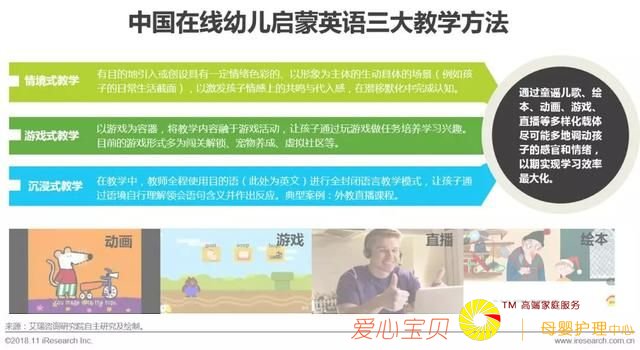 中国在线幼儿启蒙英语三大教学方法
情境式教学
有目的地引入或创设具有一定情绪色彩的、以形象为主体的生动具体的场景(例如孩
子的日常生活截面),以激发孩子情感上的共鸣与代入感,在潜移默化中完成认知。
游戏式教学
以游戏为容器,将教学内容融于游戏活动,让孩子通过玩游戏做任务培养学习兴趣。
目前的游戏形式多为闯关解锁、宠物养成、虚拟社区等。
沉浸式教学
在教学中,教师全程使用目的语(此处为英文)进行全封闭语言教学模式,让孩子通
过语境自行理解领会语句含义并作出反应。典型案例:外教直播课程。
通过童谣儿歌、绘
本、动画、游戏、
直播等多样化载体
尽可能多地调动孩
子的感官和情绪,
以期实现学习效率
最大化。
动画
游戏
直播
绘本
TM 高端家庭服务
爱心宝贝
母婴护理中心
来源:艾瑞咨询研究院自主研究及绘制。
©2018.11 iResearch Inc.
www.iresearch.com.cn